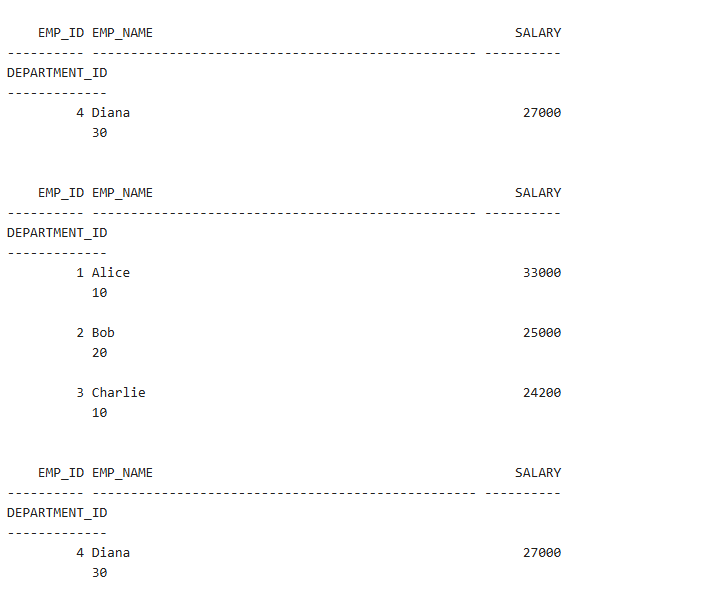 EMP_ID EMP_NAME                                               SALARY
---------- -------------------------------------------------- ----------
DEPARTMENT_ID
-------------
         4 Diana                                                   27000
           30

    EMP_ID EMP_NAME                                               SALARY
---------- -------------------------------------------------- ----------
DEPARTMENT_ID
-------------
         1 Alice                                                   33000
           10

         2 Bob                                                     25000
           20

         3 Charlie                                                 24200
           10

    EMP_ID EMP_NAME                                               SALARY
---------- -------------------------------------------------- ----------
DEPARTMENT_ID
-------------
         4 Diana                                                   27000
           30